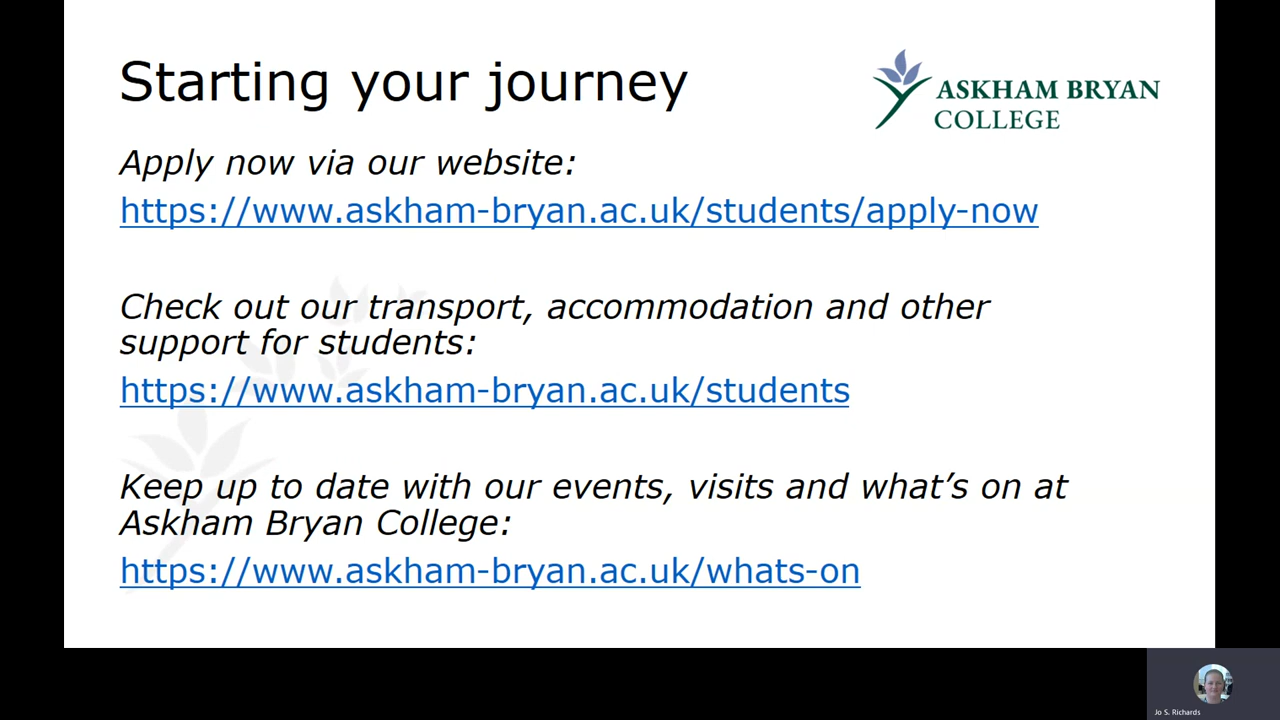 Starting your journey
ASKHAM BRYAN
COLLEGE
Apply now via our website:
https://www.askham-bryan.ac.uk/students/apply-now
Check out our transport, accommodation and other
support for students:
https://www.askham-bryan.ac.uk/students
Keep up to date with our events, visits and what’s on at
Askham Bryan College:
https://www.askham-bryan.ac.uk/whats-on
Jo S. Richards